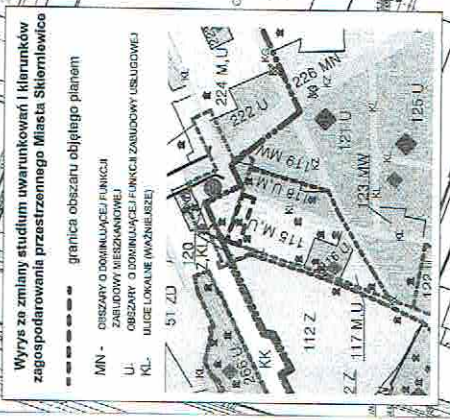 Wyrys ze zmiany studium uwarunkowań i kierunków
zagospodarowania przestrzennego Miasta Skierniewice
granica obszaru objętego planem
MN - OBSZARY O DOMINUJĄCEJ FUNKCJI
ZABUDOWY MIESZKANIOWEJ
U- OBSZARY O DOMINUJĄCEJ FUNKCJI ZABUDOWY USŁUGOWEJ
KL- ULICE LOKALNE (WAŻNIEJSZE)
51 ZD
120
Z,KL
224 M,U
222 U
226 MN
KK
115 M,U
118 U,M
119 MW
121 U
123 MW
125 U
112 Z
117 M,U
2 Z
122
KL